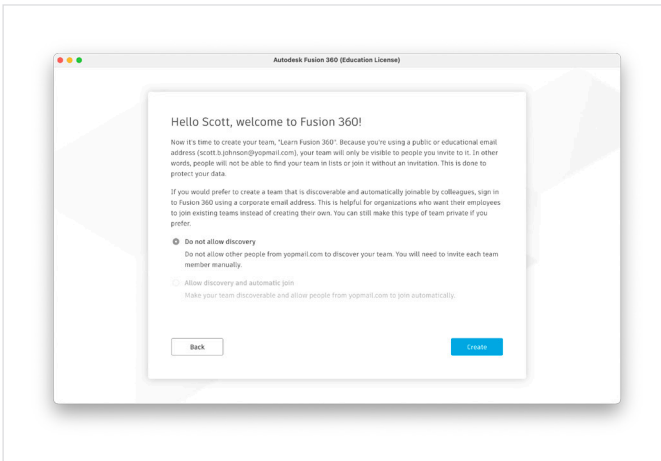 Autodesk Fusion 360 (Education License)
Hello Scott, welcome to Fusion 360!
Now it's time to create your team, "Learn Fusion 360". Because you're using a public or educational email
address (scott.b.johnson@yopmail.com), your team will only be visible to people you invite to it. In other
words, people will not be able to find your team in lists or join it without an invitation. This is done to
protect your data.
If you would prefer to create a team that is discoverable and automatically joinable by colleagues, sign in
to Fusion 360 using a corporate email address. This is helpful for organizations who want their employees
to join existing teams instead of creating their own. You can still make this type of team private if you
prefer.
Do not allow discovery
Do not allow other people from yopmail.com to discover your team. You will need to invite each team
member manually.
Allow discovery and automatic join
Make your team discoverable and allow people from yopmail.com to join automatically.
Back
Create